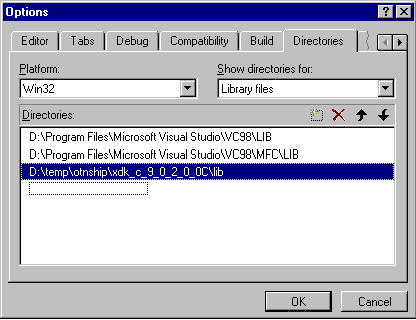 Options
Editor Tabs Debug Compatibility Build Directories
Platform: Show directories for:
Win32 Library files
Directories:
D:\Program Files\Microsoft Visual Studio\VC98\LIB
D:\Program Files\Microsoft Visual Studio\VC98\MFC\LIB
D:\temp\otnship\xdk_c_9_0_2_0_0C\lib
OK Cancel